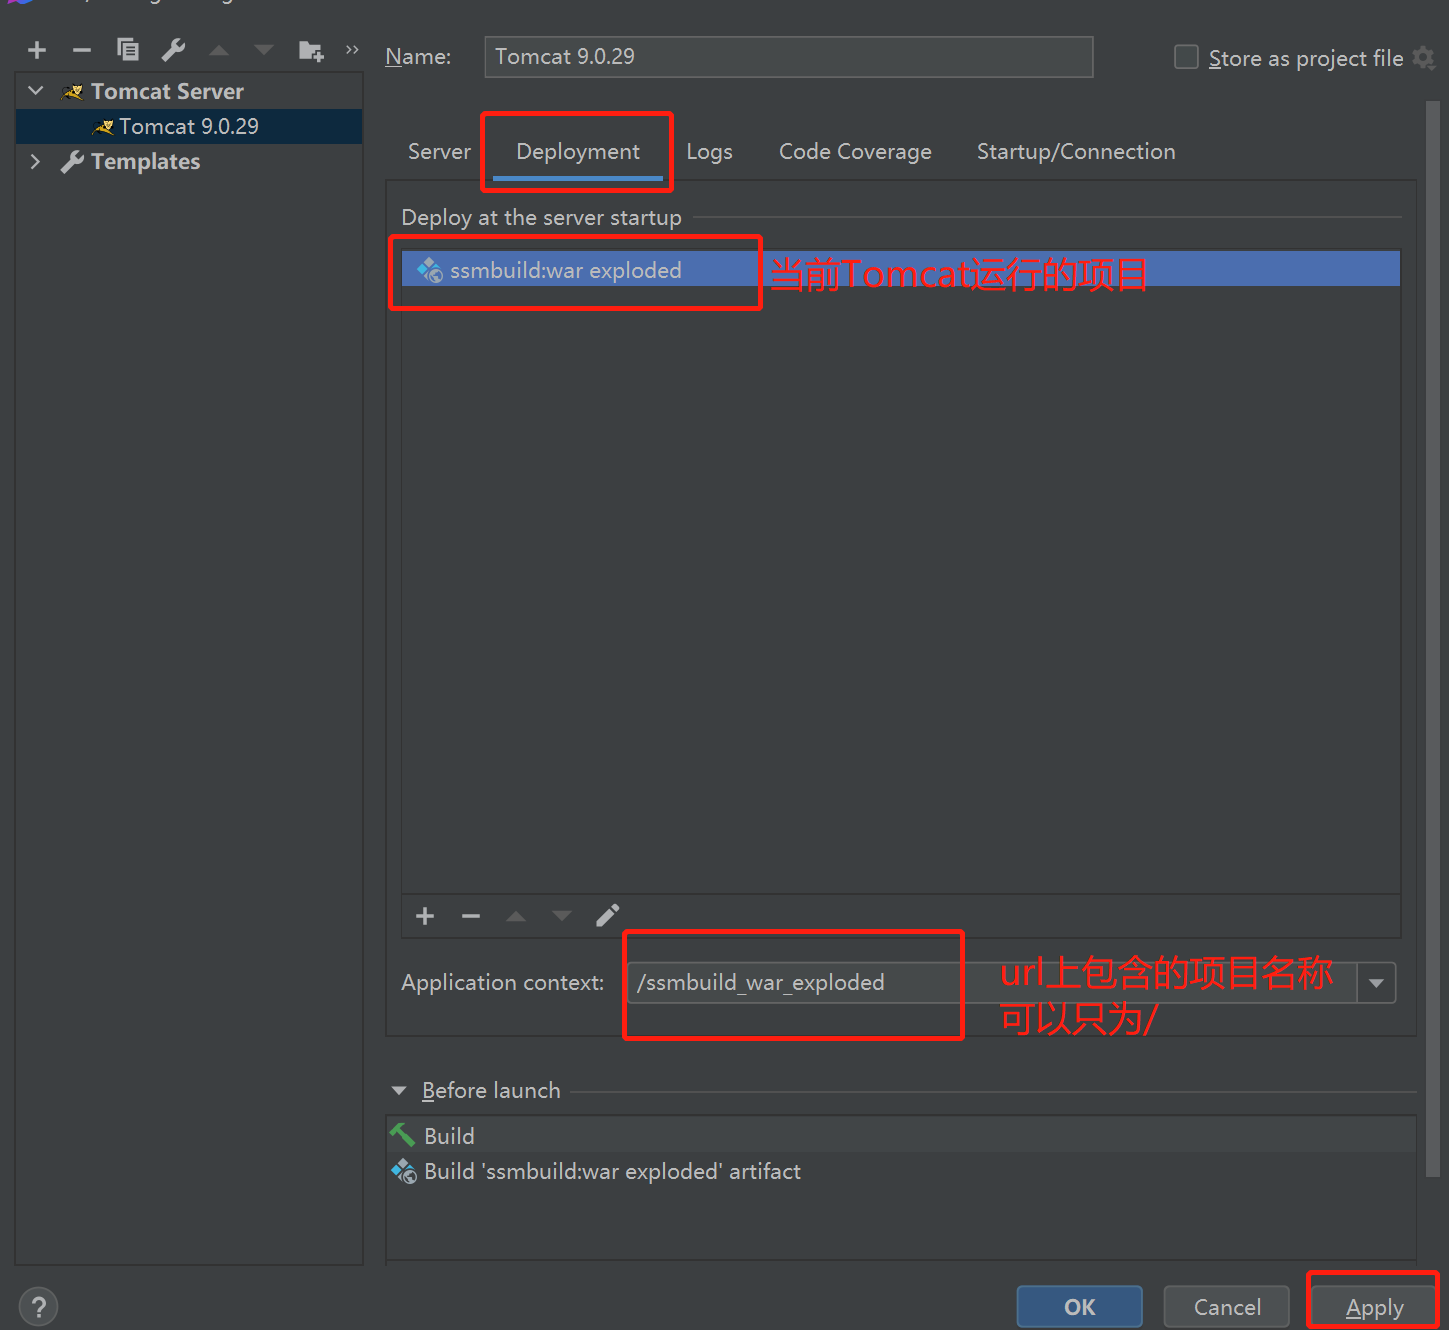 Name:
Tomcat 9.0.29
Store as project file
Tomcat Server
Tomcat 9.0.29
Templates
Server
Deployment
Logs
Code Coverage
Startup/Connection
Deploy at the server startup
ssmbuild:war exploded
当前Tomcat运行的项目
Application context:
/ssmbuild_war_exploded
url上包含的项目名称
可以只为/
Before launch
Build
Build 'ssmbuild:war exploded' artifact
?
OK
Cancel
Apply